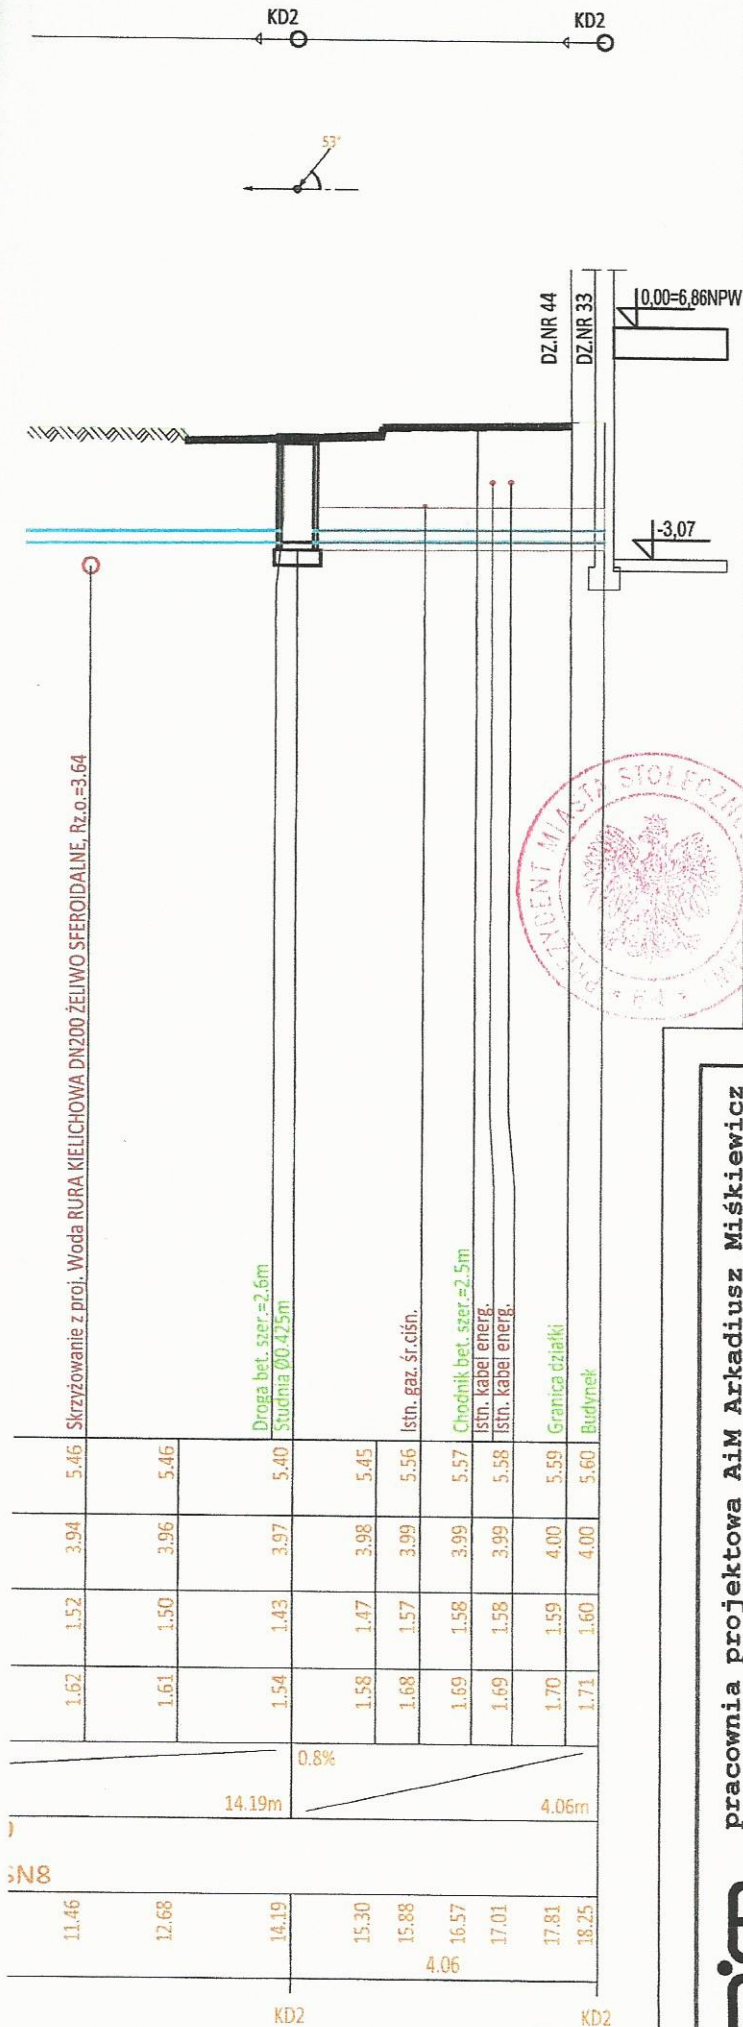 KD2 KD2
53°
DZ.NR 44
DZ.NR 33
0,00=6,86NPW
-3,07
PREZYDENT MIASTA STOŁECZN
Skrzyżowanie z proj. Woda RURA KIELICHOWA DN200 ŻELIWO SFEROIDALNE, Rz.o.=3.64
Droga bet. szer.=2.6m
Studnia Ø0.425m
Istn. gaz. śr.ciśn.
Chodnik bet. szer.=2.5m
Istn. kabel energ.
Istn. kabel energ.
Granica działki
Budynek
5.46 5.46 5.40 5.45 5.56 5.57 5.58 5.59 5.60
3.94 3.96 3.97 3.98 3.99 3.99 3.99 4.00 4.00
1.52 1.50 1.43 1.47 1.57 1.58 1.58 1.59 1.60
1.62 1.61 1.54 1.58 1.68 1.69 1.69 1.70 1.71
0.8%
14.19m 4.06m
SN8
11.46 12.68 14.19 15.30 15.88 16.57 17.01 17.81 18.25
4.06
KD2 KD2
pracownia projektowa AiM Arkadiusz Miśkiewicz